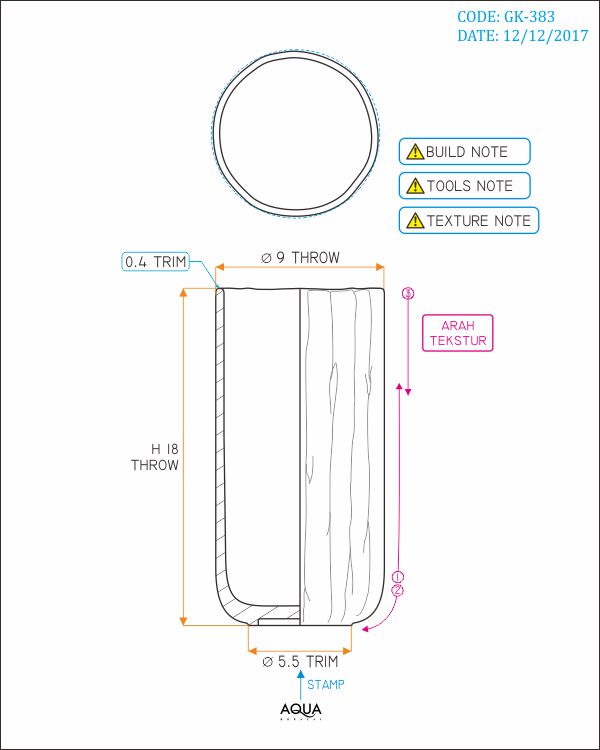 CODE: GK-383
DATE: 12/12/2017
BUILD NOTE
TOOLS NOTE
TEXTURE NOTE
0.4 TRIM
⌀ 9 THROW
③
ARAH
TEKSTUR
H 18
THROW
①
②
⌀ 5.5 TRIM
STAMP
AQUA